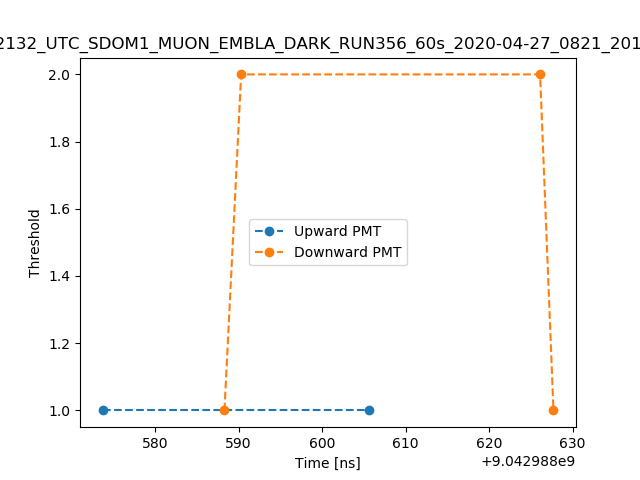 2132_UTC_SDOM1_MUON_EMBLA_DARK_RUN356_60s_2020-04-27_0821_201
2.0
1.8
1.6
1.4
1.2
1.0
Threshold
Upward PMT
Downward PMT
580 590 600 610 620 630
Time [ns]
+9.042988e9